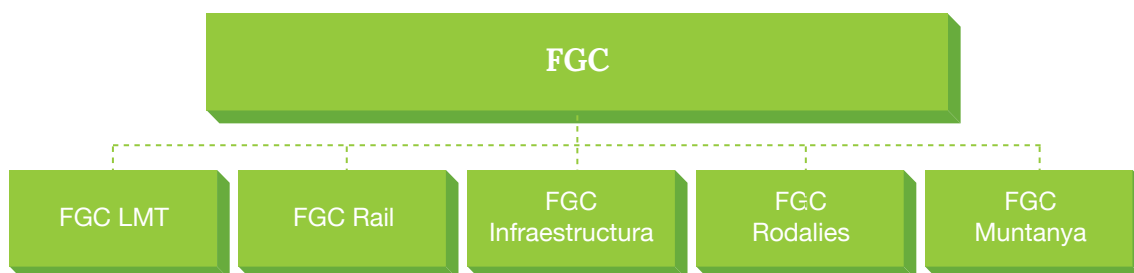 FGC
FGC LMT
FGC Rail
FGC
Infraestructura
FGC
Rodalies
FGC
Muntanya